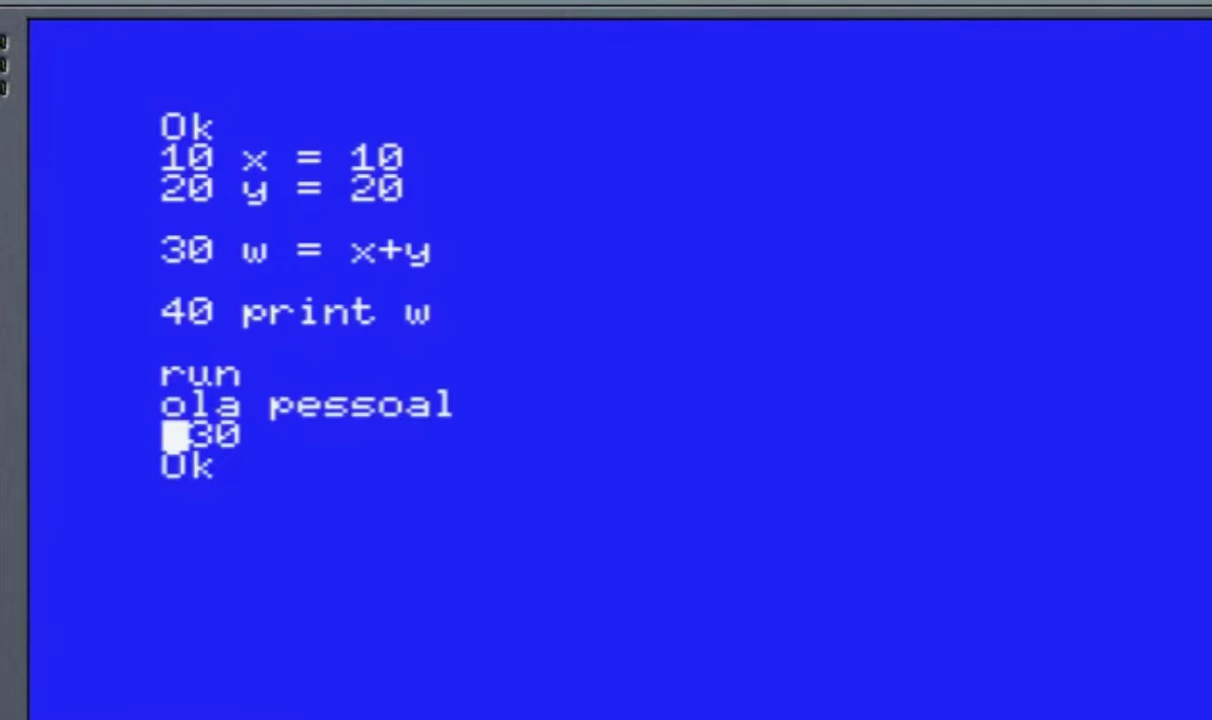 Ok
10 x = 10
20 y = 20
30 w = x+y
40 print w
run
ola pessoal
30
Ok